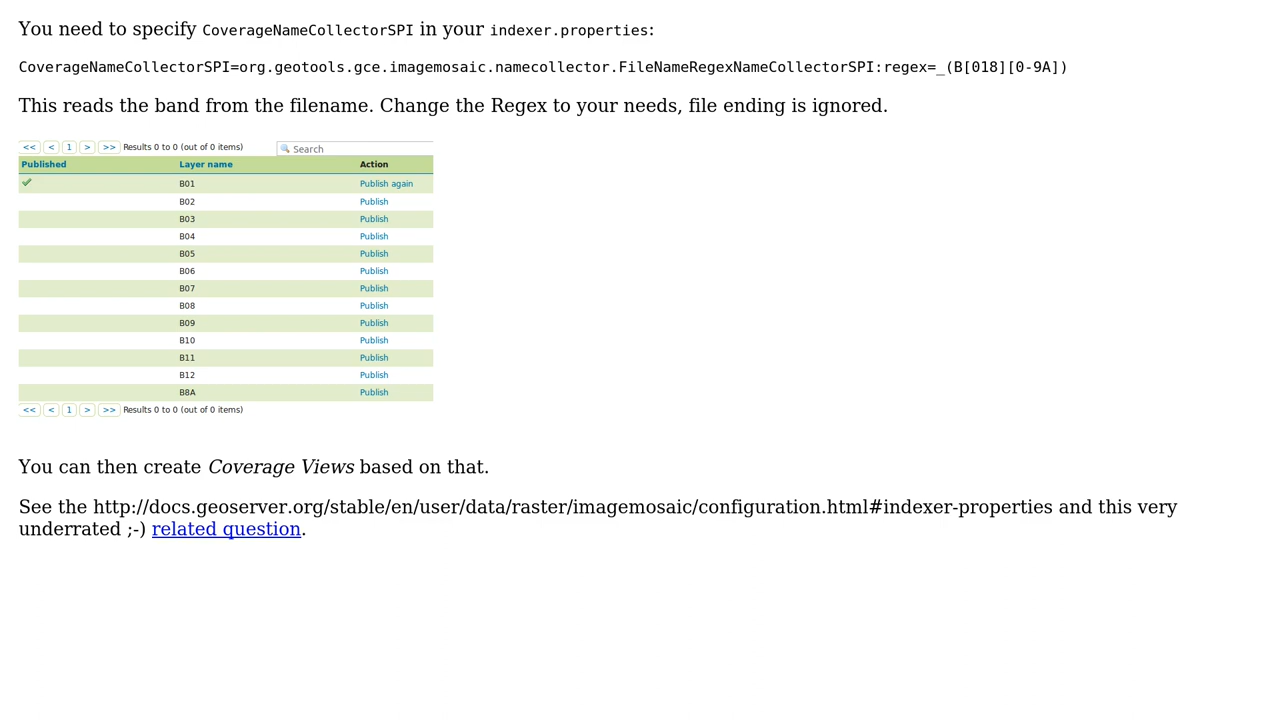 You need to specify CoverageNameCollectorSPI in your indexer.properties:
CoverageNameCollectorSPI=org.geotools.gce.imagemosaic.namecollector.FileNameRegexNameCollectorSPI:regex=_(B[018][0-9A])
This reads the band from the filename. Change the Regex to your needs, file ending is ignored.
<< < 1 > >> Results 0 to 0 (out of 0 items) Search
Published Layer name Action
B01 Publish again
B02 Publish
B03 Publish
B04 Publish
B05 Publish
B06 Publish
B07 Publish
B08 Publish
B09 Publish
B10 Publish
B11 Publish
B12 Publish
B8A Publish
<< < 1 > >> Results 0 to 0 (out of 0 items)
You can then create Coverage Views based on that.
See the http://docs.geoserver.org/stable/en/user/data/raster/imagemosaic/configuration.html#indexer-properties and this very
underrated ;-) related question.